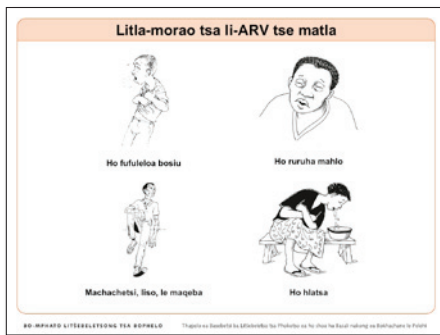 Litla-morao tsa li-ARV tse matla
Ho fufuleloa bosiu
Ho ruruha mahlo
Machachetsi, liso, le maqeba
Ho hlatsa
BO-MPHATO LITŠEBELETSONG TSA BOPHELO